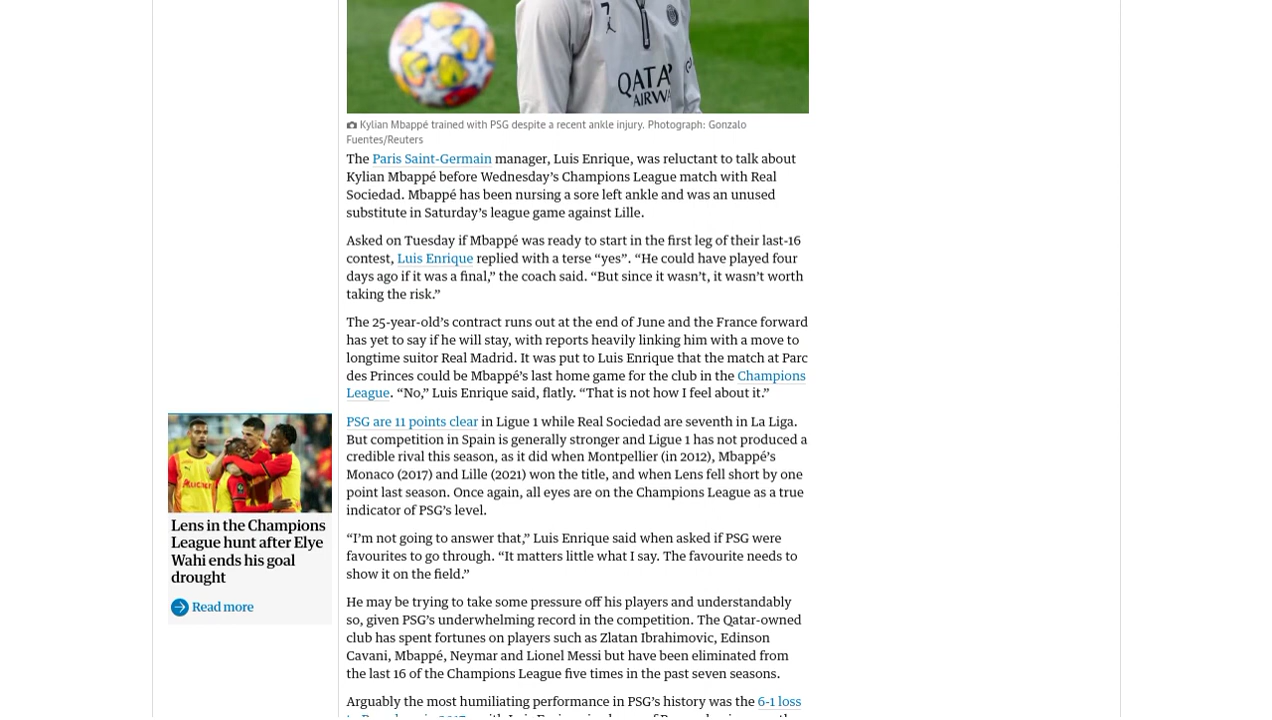 7
QATAR
AIRW
Kylian Mbappé trained with PSG despite a recent ankle injury. Photograph: Gonzalo
Fuentes/Reuters
The Paris Saint-Germain manager, Luis Enrique, was reluctant to talk about
Kylian Mbappé before Wednesday’s Champions League match with Real
Sociedad. Mbappé has been nursing a sore left ankle and was an unused
substitute in Saturday’s league game against Lille.
Asked on Tuesday if Mbappé was ready to start in the first leg of their last-16
contest, Luis Enrique replied with a terse “yes”. “He could have played four
days ago if it was a final,” the coach said. “But since it wasn’t, it wasn’t worth
taking the risk.”
The 25-year-old’s contract runs out at the end of June and the France forward
has yet to say if he will stay, with reports heavily linking him with a move to
longtime suitor Real Madrid. It was put to Luis Enrique that the match at Parc
des Princes could be Mbappé’s last home game for the club in the Champions
League. “No,” Luis Enrique said, flatly. “That is not how I feel about it.”
PSG are 11 points clear in Ligue 1 while Real Sociedad are seventh in La Liga.
But competition in Spain is generally stronger and Ligue 1 has not produced a
credible rival this season, as it did when Montpellier (in 2012), Mbappé’s
Monaco (2017) and Lille (2021) won the title, and when Lens fell short by one
point last season. Once again, all eyes are on the Champions League as a true
indicator of PSG’s level.
Lens in the Champions
League hunt after Elye
Wahi ends his goal
drought
Read more
“I’m not going to answer that,” Luis Enrique said when asked if PSG were
favourites to go through. “It matters little what I say. The favourite needs to
show it on the field.”
He may be trying to take some pressure off his players and understandably
so, given PSG’s underwhelming record in the competition. The Qatar-owned
club has spent fortunes on players such as Zlatan Ibrahimovic, Edinson
Cavani, Mbappé, Neymar and Lionel Messi but have been eliminated from
the last 16 of the Champions League five times in the past seven seasons.
Arguably the most humiliating performance in PSG’s history was the 6-1 loss